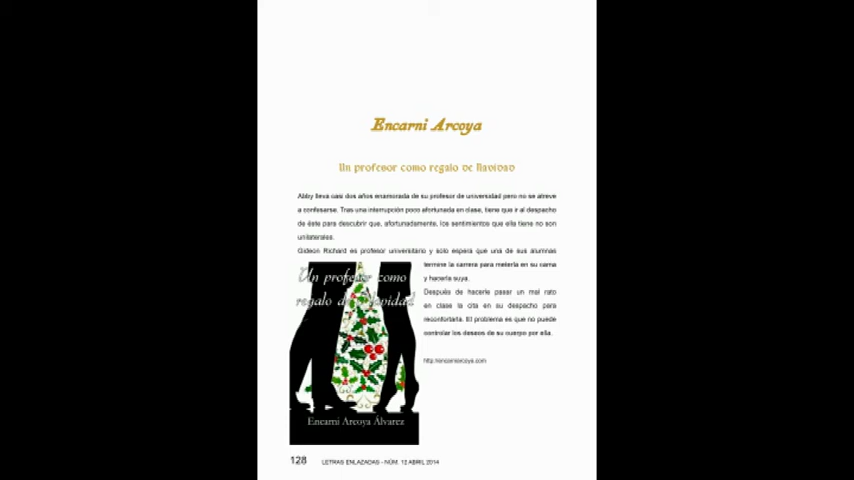 Encarni Arcoya
Un profesor como regalo de Navidad
Abby lleva casi dos años enamorada de su profesor de universidad pero no se atreve
a confesarse. Tras una interrupción poco afortunada en clase, tiene que ir al despacho
de éste para descubrir que, afortunadamente, los sentimientos que ella tiene no son
unilaterales.
Gideon Richard es profesor universitario y solo espera que una de sus alumnas
termine la carrera para meterla en su cama
y hacerla suya.
Después de hacerle pasar un mal rato
en clase la cita en su despacho para
reconfortarla. El problema es que no puede
controlar los deseos de su cuerpo por ella.
http://encarniarcoya.com
Un profesor como
regalo de Navidad
Encarni Arcoya Álvarez
128 LETRAS ENLAZADAS - NÚM. 12 ABRIL 2014